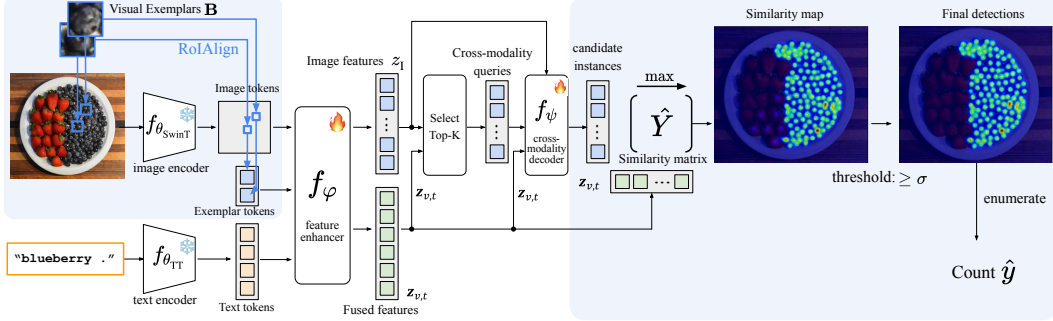 Visual Exemplars B
RoIAlign
Image tokens
f_θ_SwinT
image encoder
Exemplar tokens
"blueberry ."
f_θ_TT
text encoder
Text tokens
f_φ
feature
enhancer
Image features z_I
Fused features
z_v,t
z_v,t
Select
Top-K
Cross-modality
queries
f_ψ
cross-
modality
decoder
z_v,t
candidate
instances
z_v,t
max
Ŷ
Similarity matrix
Similarity map
threshold: ≥ σ
Final detections
enumerate
Count ŷ